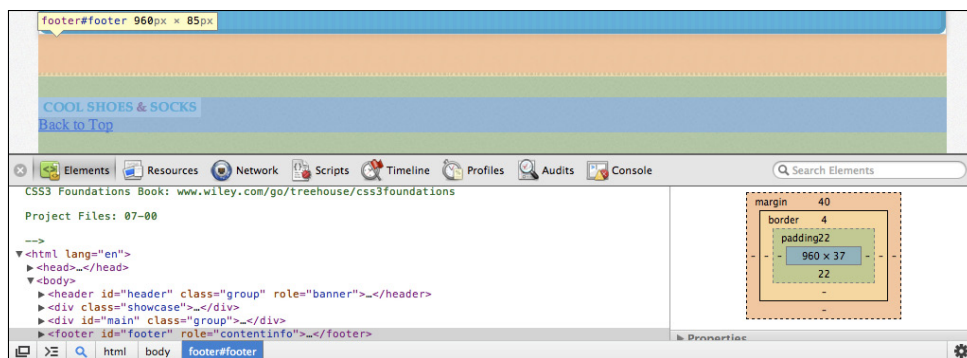 footer#footer 960px × 85px
COOL SHOES & SOCKS
Back to Top
Elements Resources Network Scripts Timeline Profiles Audits Console Search Elements
CSS3 Foundations Book: www.wiley.com/go/treehouse/css3foundations
Project Files: 07-00
-->
▼<html lang="en">
▶<head>…</head>
▼<body>
▶<header id="header" class="group" role="banner">…</header>
▶<div class="showcase">…</div>
▶<div id="main" class="group">…</div>
▶<footer id="footer" role="contentinfo">…</footer>
margin 40
border 4
padding22
- - - 960 × 37 - - -
22
-
-
▶ Properties
html body footer#footer